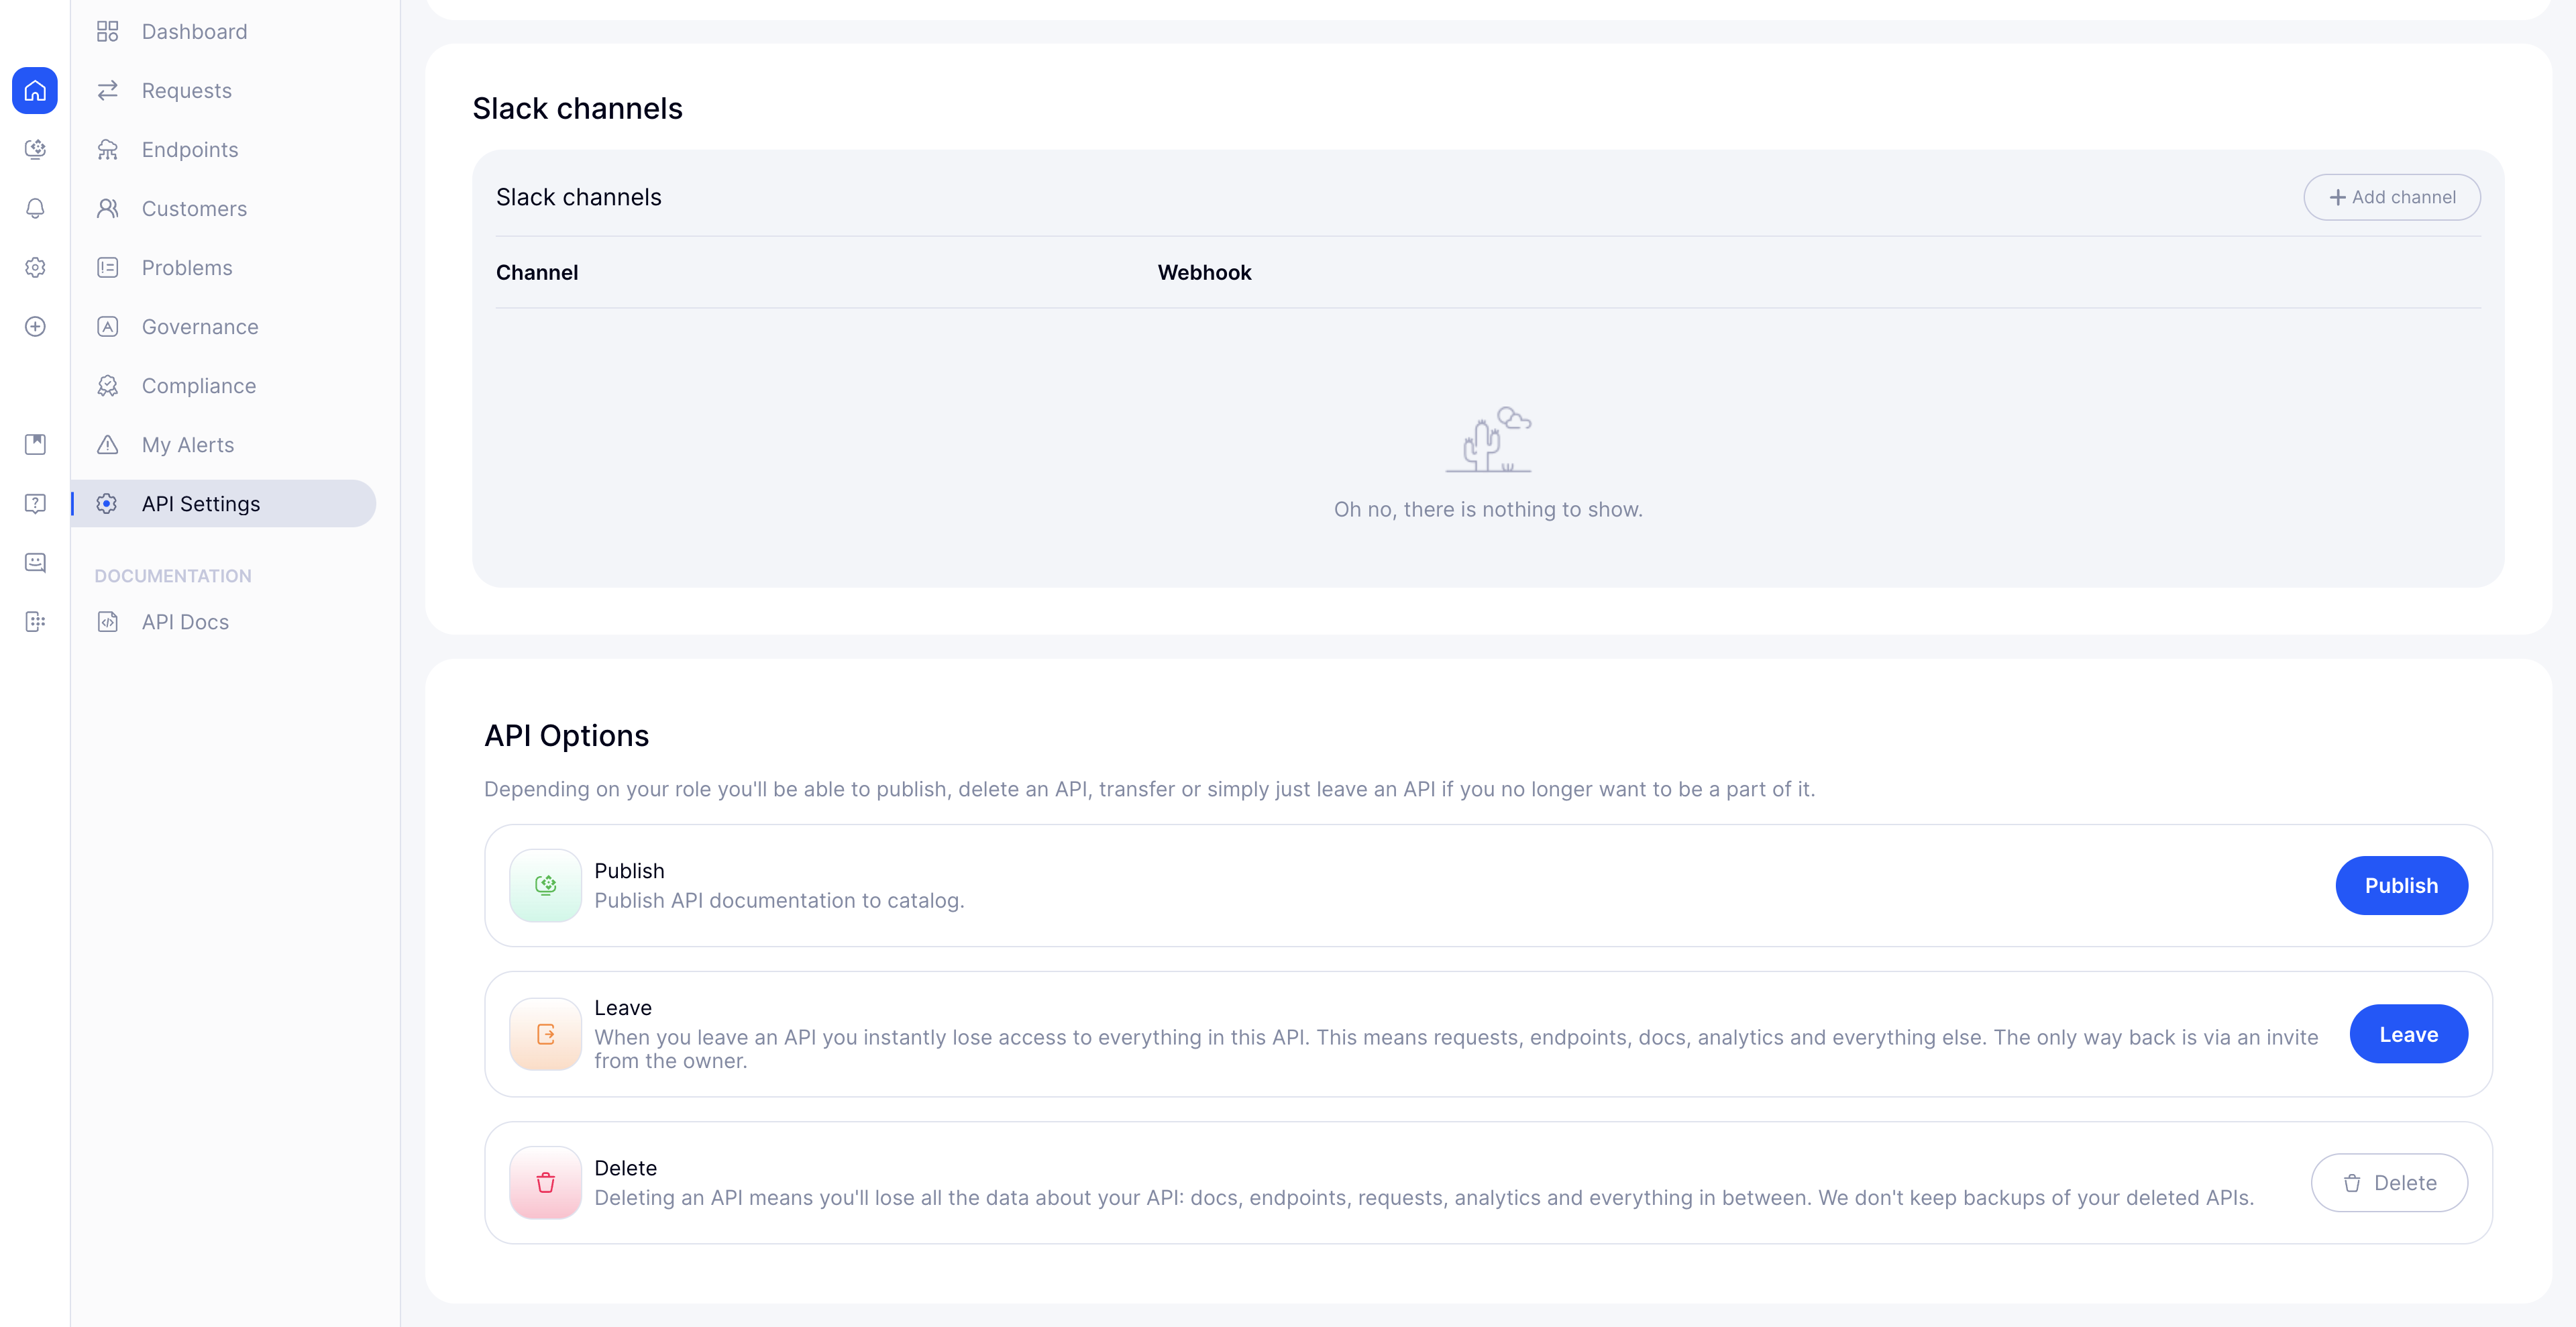 Dashboard
Requests
Endpoints
Customers
Problems
Governance
Compliance
My Alerts
API Settings
DOCUMENTATION
API Docs
Slack channels
Slack channels
Add channel
Channel
Webhook
Oh no, there is nothing to show.
API Options
Depending on your role you'll be able to publish, delete an API, transfer or simply just leave an API if you no longer want to be a part of it.
Publish
Publish API documentation to catalog.
Publish
Leave
When you leave an API you instantly lose access to everything in this API. This means requests, endpoints, docs, analytics and everything else. The only way back is via an invite
from the owner.
Leave
Delete
Deleting an API means you'll lose all the data about your API: docs, endpoints, requests, analytics and everything in between. We don't keep backups of your deleted APIs.
Delete